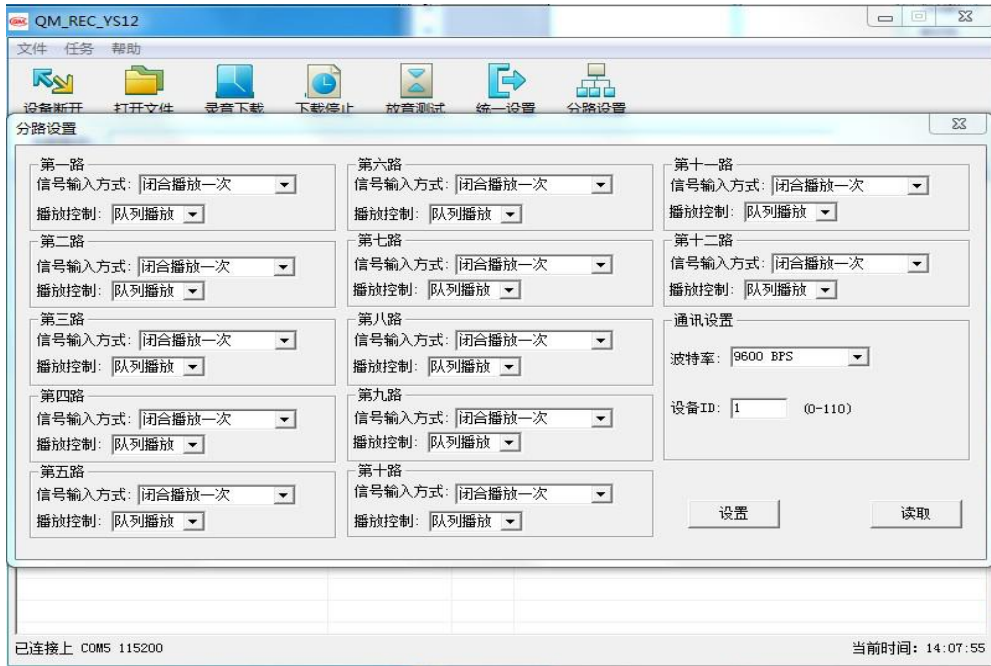 QM_REC_YS12
文件 任务 帮助
设备断开 打开文件 录音下载 下载停止 放音测试 统一设置 分路设置
分路设置
第一路
信号输入方式: 闭合播放一次
播放控制: 队列播放
第二路
信号输入方式: 闭合播放一次
播放控制: 队列播放
第三路
信号输入方式: 闭合播放一次
播放控制: 队列播放
第四路
信号输入方式: 闭合播放一次
播放控制: 队列播放
第五路
信号输入方式: 闭合播放一次
播放控制: 队列播放
第六路
信号输入方式: 闭合播放一次
播放控制: 队列播放
第七路
信号输入方式: 闭合播放一次
播放控制: 队列播放
第八路
信号输入方式: 闭合播放一次
播放控制: 队列播放
第九路
信号输入方式: 闭合播放一次
播放控制: 队列播放
第十路
信号输入方式: 闭合播放一次
播放控制: 队列播放
第十一路
信号输入方式: 闭合播放一次
播放控制: 队列播放
第十二路
信号输入方式: 闭合播放一次
播放控制: 队列播放
通讯设置
波特率: 9600 BPS
设备ID: 1 (0-110)
设置 读取
已连接上 COM5 115200 当前时间: 14:07:55